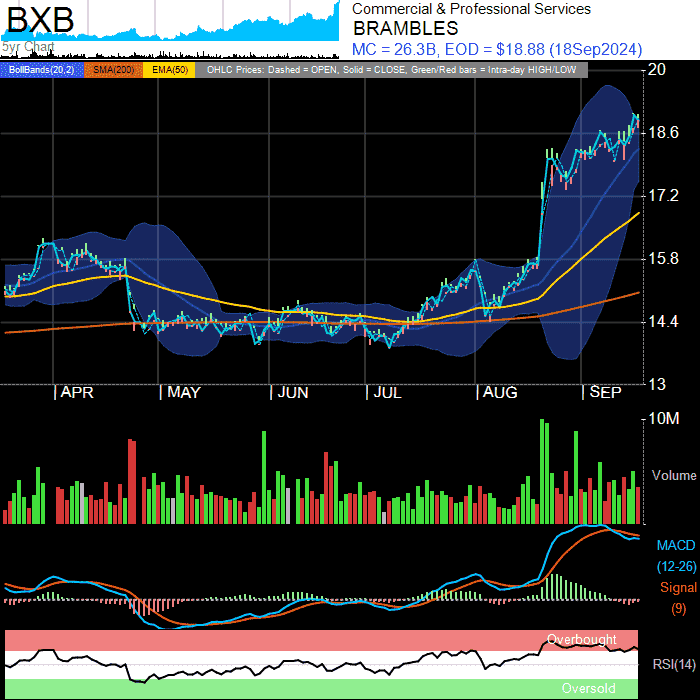 BXB
5yr Chart
Commercial & Professional Services
BRAMBLES
MC = 26.3B, EOD = $18.88 (18Sep2024)
BollBands(20,2) SMA(200) EMA(50) OHLC Prices: Dashed = OPEN, Solid = CLOSE, Green/Red bars = Intra-day HIGH/LOW
20
18.6
17.2
15.8
14.4
13
APR MAY JUN JUL AUG SEP
10M
Volume
MACD
(12-26)
Signal
(9)
Overbought
RSI(14)
Oversold